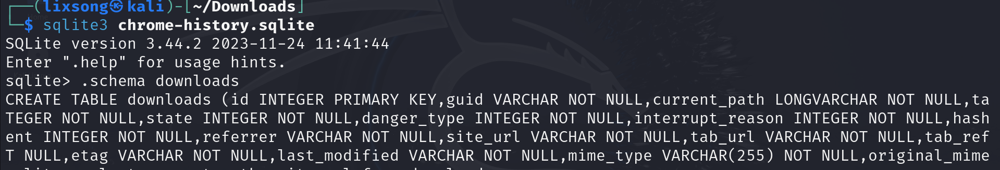 ┌──(lixsong㉿kali)-[~/Downloads]
└─$ sqlite3 chrome-history.sqlite
SQLite version 3.44.2 2023-11-24 11:41:44
Enter ".help" for usage hints.
sqlite> .schema downloads
CREATE TABLE downloads (id INTEGER PRIMARY KEY,guid VARCHAR NOT NULL,current_path LONGVARCHAR NOT NULL,ta
TEGER NOT NULL,state INTEGER NOT NULL,danger_type INTEGER NOT NULL,interrupt_reason INTEGER NOT NULL,hash
ent INTEGER NOT NULL,referrer VARCHAR NOT NULL,site_url VARCHAR NOT NULL,tab_url VARCHAR NOT NULL,tab_ref
T NULL,etag VARCHAR NOT NULL,last_modified VARCHAR NOT NULL,mime_type VARCHAR(255) NOT NULL,original_mime